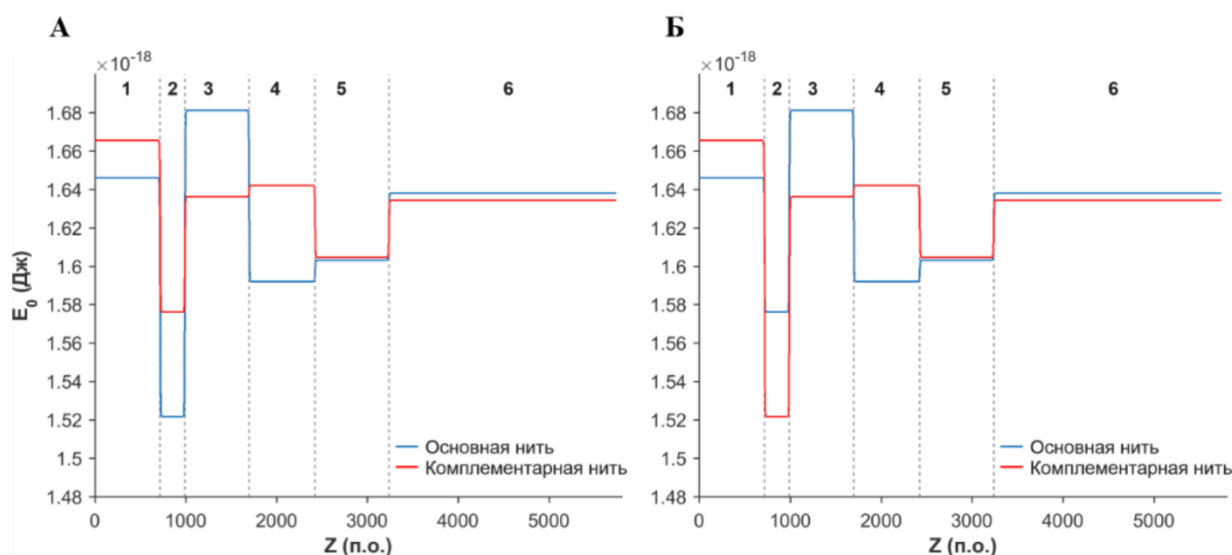 А
×10⁻¹⁸
1 2 3 4 5 6
1.68
1.66
1.64
1.62
1.6
1.58
1.56
1.54
1.52
1.5
1.48
E₀ (Дж)
Основная нить
Комплементарная нить
0 1000 2000 3000 4000 5000
Z (п.о.)
Б
×10⁻¹⁸
1 2 3 4 5 6
1.68
1.66
1.64
1.62
1.6
1.58
1.56
1.54
1.52
1.5
1.48
Основная нить
Комплементарная нить
0 1000 2000 3000 4000 5000
Z (п.о.)